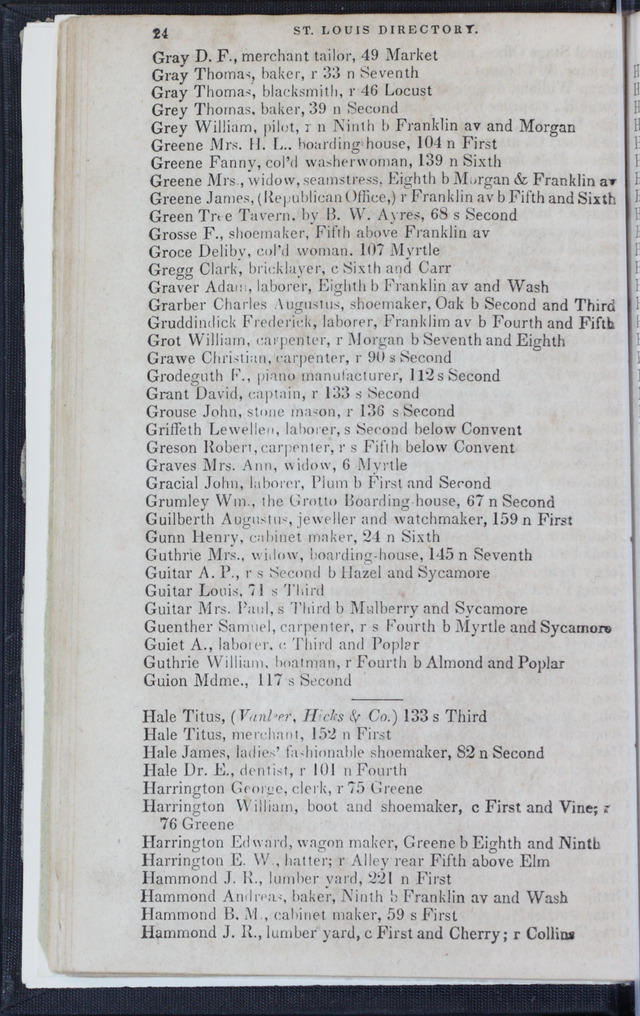 24 ST. LOUIS DIRECTORY.
Gray D. F., merchant tailor, 49 Market
Gray Thomas, baker, r 33 n Seventh
Gray Thomas, blacksmith, r 46 Locust
Grey Thomas, baker, 39 n Second
Grey William, pilot, r n Ninth b Franklin av and Morgan
Greene Mrs. H. L.. boarding-house, 104 n First
Greene Fanny, col'd washerwoman, 139 n Sixth
Greene Mrs., widow, seamstress, Eighth b Morgan & Franklin av
Greene James, (Republican Office,) r Franklin av b Fifth and Sixth
Green Tree Tavern. by B. W. Ayres, 68 s Second
Grosse F., shoemaker, Fifth above Franklin av
Groce Deliby, col'd woman. 107 Myrtle
Gregg Clark, bricklayer, c Sixth and Carr
Graver Adam, laborer, Eighth b Franklin av and Wash
Grarber Charles Augustus, shoemaker, Oak b Second and Third
Gruddindick Frederick, laborer, Franklim av b Fourth and Fifth
Grot William, carpenter, r Morgan b Seventh and Eighth
Grawe Christian, carpenter, r 90 s Second
Grodeguth F., piano manufacturer, 112 s Second
Grant David, captain, r 133 s Second
Grouse John, stone mason, r 136 s Second
Griffeth Lewellen, laborer, s Second below Convent
Greson Robert, carpenter, r s Fifth below Convent
Graves Mrs. Ann, widow, 6 Myrtle
Gracial John, laborer, Plum b First and Second
Grumley Wm., the Grotto Boarding-house, 67 n Second
Guilberth Augustus, jeweller and watchmaker, 159 n First
Gunn Henry, cabinet maker, 24 n Sixth
Guthrie Mrs., widow, boarding-house, 145 n Seventh
Guitar A. P., r s Second b Hazel and Sycamore
Guitar Louis, 71 s Third
Guitar Mrs. Paul, s Third b Mulberry and Sycamore
Guenther Samuel, carpenter, r s Fourth b Myrtle and Sycamore
Guiet A., laborer, c Third and Poplar
Guthrie William, boatman, r Fourth b Almond and Poplar
Guion Mdme., 117 s Second
Hale Titus, (Hicks & Co.) 133 s Third
Hale Titus, merchant, 152 n First
Hale James, ladies' fashionable shoemaker, 82 n Second
Hale Dr. E., dentist, r 101 n Fourth
Harrington George, clerk, r 75 Greene
Harrington William, boot and shoemaker, c First and Vine; r
76 Greene
Harrington Edward, wagon maker, Greene b Eighth and Ninth
Harrington E. W., hatter; r Alley rear Fifth above Elm
Hammond J. R., lumber yard, 221 n First
Hammond Andreas, baker, Ninth b Franklin av and Wash
Hammond B. M., cabinet maker, 59 s First
Hammond J. R., lumber yard, c First and Cherry; r Collins